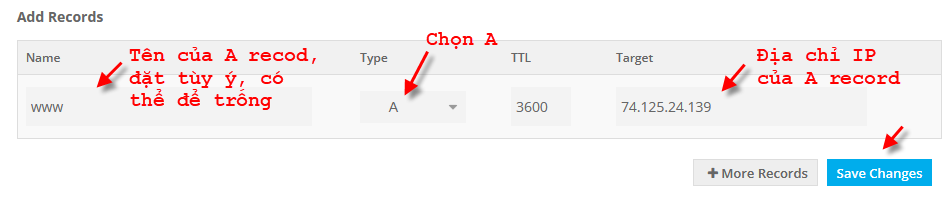 Add Records
Name
Type
TTL
Target
Tên của A recod,
đặt tùy ý, có
thể để trống
Chọn A
Địa chỉ IP
của A record
www
A
3600
74.125.24.139
+ More Records
Save Changes